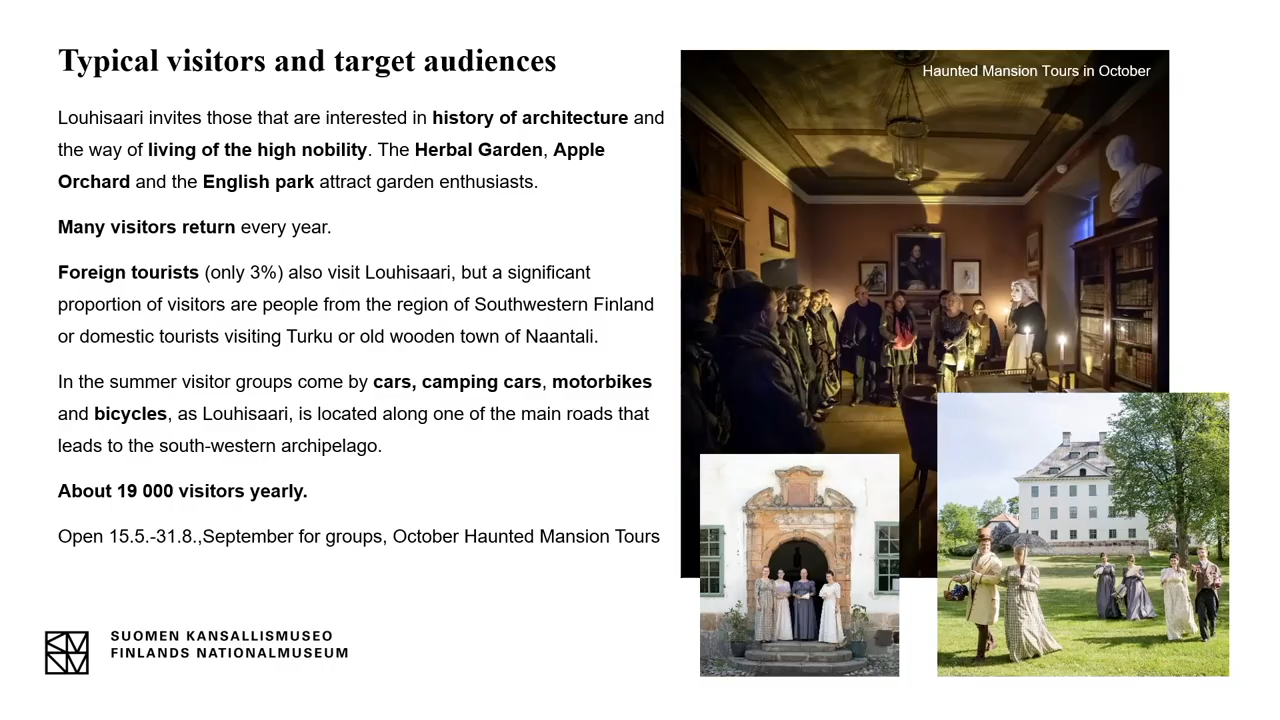 Typical visitors and target audiences
Louhisaari invites those that are interested in history of architecture and
the way of living of the high nobility. The Herbal Garden, Apple
Orchard and the English park attract garden enthusiasts.
Many visitors return every year.
Foreign tourists (only 3%) also visit Louhisaari, but a significant
proportion of visitors are people from the region of Southwestern Finland
or domestic tourists visiting Turku or old wooden town of Naantali.
In the summer visitor groups come by cars, camping cars, motorbikes
and bicycles, as Louhisaari, is located along one of the main roads that
leads to the south-western archipelago.
About 19 000 visitors yearly.
Open 15.5.-31.8.,September for groups, October Haunted Mansion Tours
Haunted Mansion Tours in October
SUOMEN KANSALLISMUSEO
FINLANDS NATIONALMUSEUM